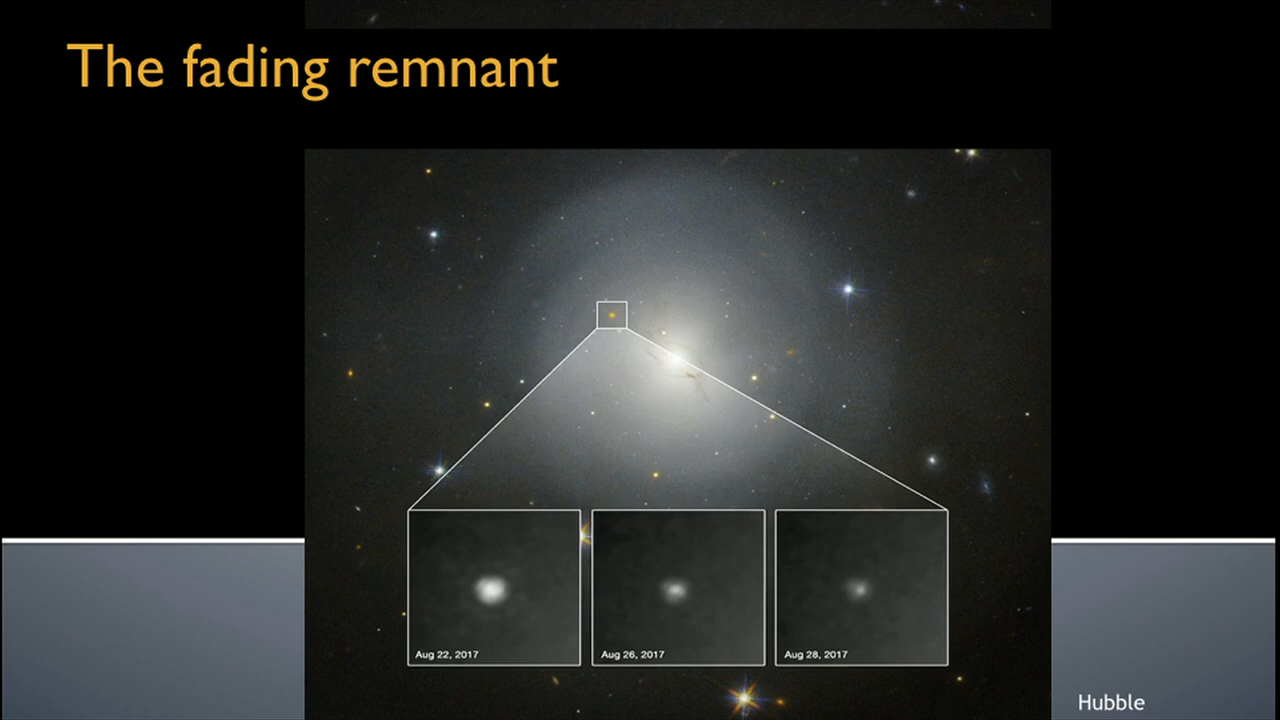 The fading remnant
Aug 22, 2017
Aug 26, 2017
Aug 28, 2017
Hubble